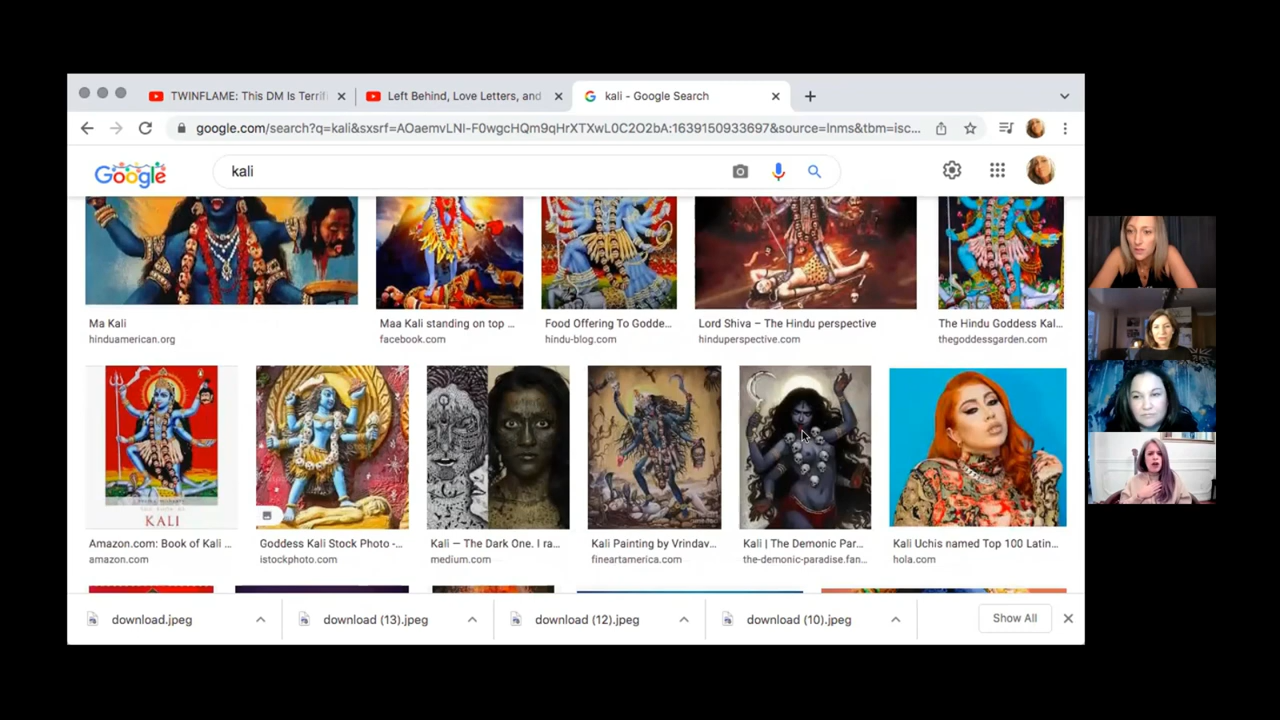 TWINFLAME: This DM Is Terrifi
Left Behind, Love Letters, and
kali - Google Search
google.com/search?q=kali&sxsrf=AOaemvLNI-F0wgcHQm9qHrXTXwL0C2O2bA:1639150933697&source=lnms&tbm=isc...
Google
kali
Ma Kali
hinduamerican.org
Maa Kali standing on top ...
facebook.com
Food Offering To Godde...
hindu-blog.com
Lord Shiva – The Hindu perspective
hinduperspective.com
The Hindu Goddess Kal...
thegoddessgarden.com
KALI
Amazon.com: Book of Kali ...
amazon.com
Goddess Kali Stock Photo -...
istockphoto.com
Kali — The Dark One. I ra...
medium.com
Kali Painting by Vrindav...
fineartamerica.com
Kali | The Demonic Par...
the-demonic-paradise.fan...
Kali Uchis named Top 100 Latin...
hola.com
download.jpeg
download (13).jpeg
download (12).jpeg
download (10).jpeg
Show All